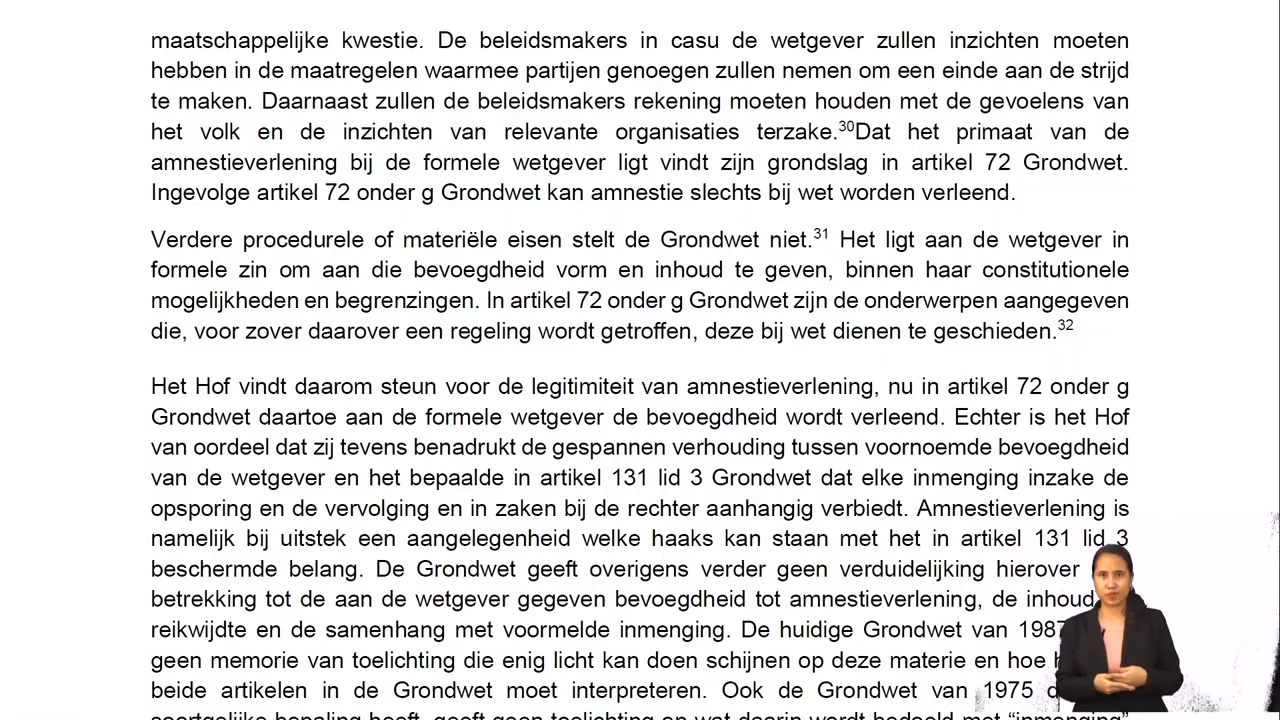 maatschappelijke kwestie. De beleidsmakers in casu de wetgever zullen inzichten moeten
hebben in de maatregelen waarmee partijen genoegen zullen nemen om een einde aan de strijd
te maken. Daarnaast zullen de beleidsmakers rekening moeten houden met de gevoelens van
het volk en de inzichten van relevante organisaties terzake.³⁰Dat het primaat van de
amnestieverlening bij de formele wetgever ligt vindt zijn grondslag in artikel 72 Grondwet.
Ingevolge artikel 72 onder g Grondwet kan amnestie slechts bij wet worden verleend.
Verdere procedurele of materiële eisen stelt de Grondwet niet.³¹ Het ligt aan de wetgever in
formele zin om aan die bevoegdheid vorm en inhoud te geven, binnen haar constitutionele
mogelijkheden en begrenzingen. In artikel 72 onder g Grondwet zijn de onderwerpen aangegeven
die, voor zover daarover een regeling wordt getroffen, deze bij wet dienen te geschieden.³²
Het Hof vindt daarom steun voor de legitimiteit van amnestieverlening, nu in artikel 72 onder g
Grondwet daartoe aan de formele wetgever de bevoegdheid wordt verleend. Echter is het Hof
van oordeel dat zij tevens benadrukt de gespannen verhouding tussen voornoemde bevoegdheid
van de wetgever en het bepaalde in artikel 131 lid 3 Grondwet dat elke inmenging inzake de
opsporing en de vervolging en in zaken bij de rechter aanhangig verbiedt. Amnestieverlening is
namelijk bij uitstek een aangelegenheid welke haaks kan staan met het in artikel 131 lid 3
beschermde belang. De Grondwet geeft overigens verder geen verduidelijking hierover
betrekking tot de aan de wetgever gegeven bevoegdheid tot amnestieverlening, de inhoud
reikwijdte en de samenhang met voormelde inmenging. De huidige Grondwet van 1987
geen memorie van toelichting die enig licht kan doen schijnen op deze materie en hoe
beide artikelen in de Grondwet moet interpreteren. Ook de Grondwet van 1975
soortgelijke bepaling heeft, geeft geen toelichting op wat daarin wordt bedoeld met “inmenging”